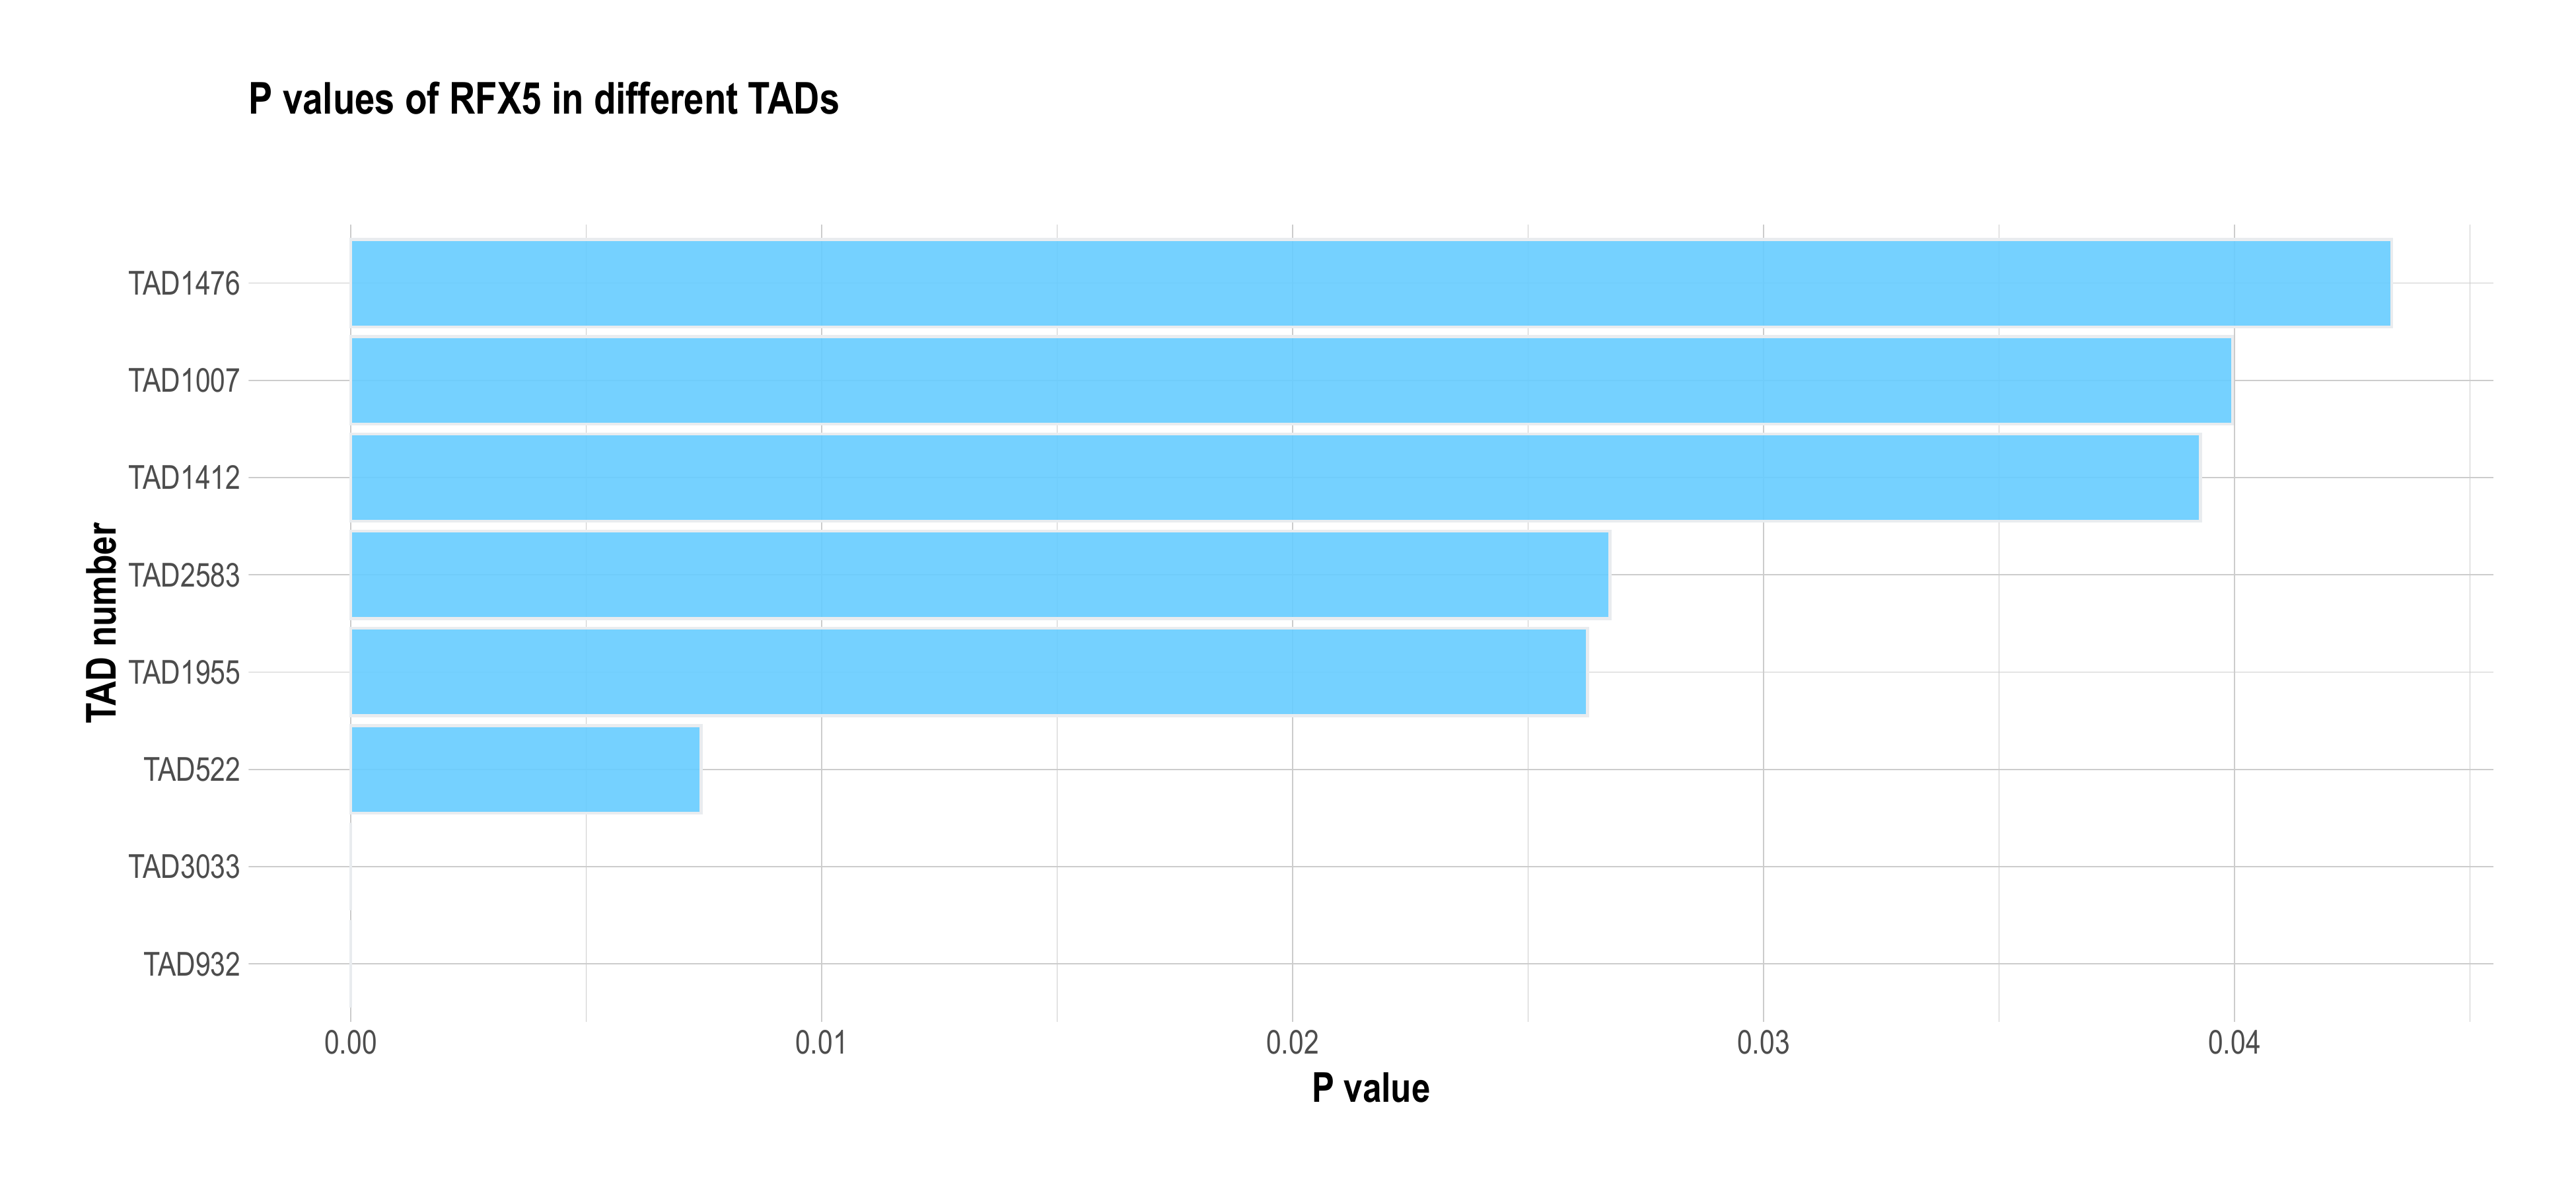 P values of RFX5 in different TADs
TAD number
TAD1476
TAD1007
TAD1412
TAD2583
TAD1955
TAD522
TAD3033
TAD932
0.00 0.01 0.02 0.03 0.04
P value